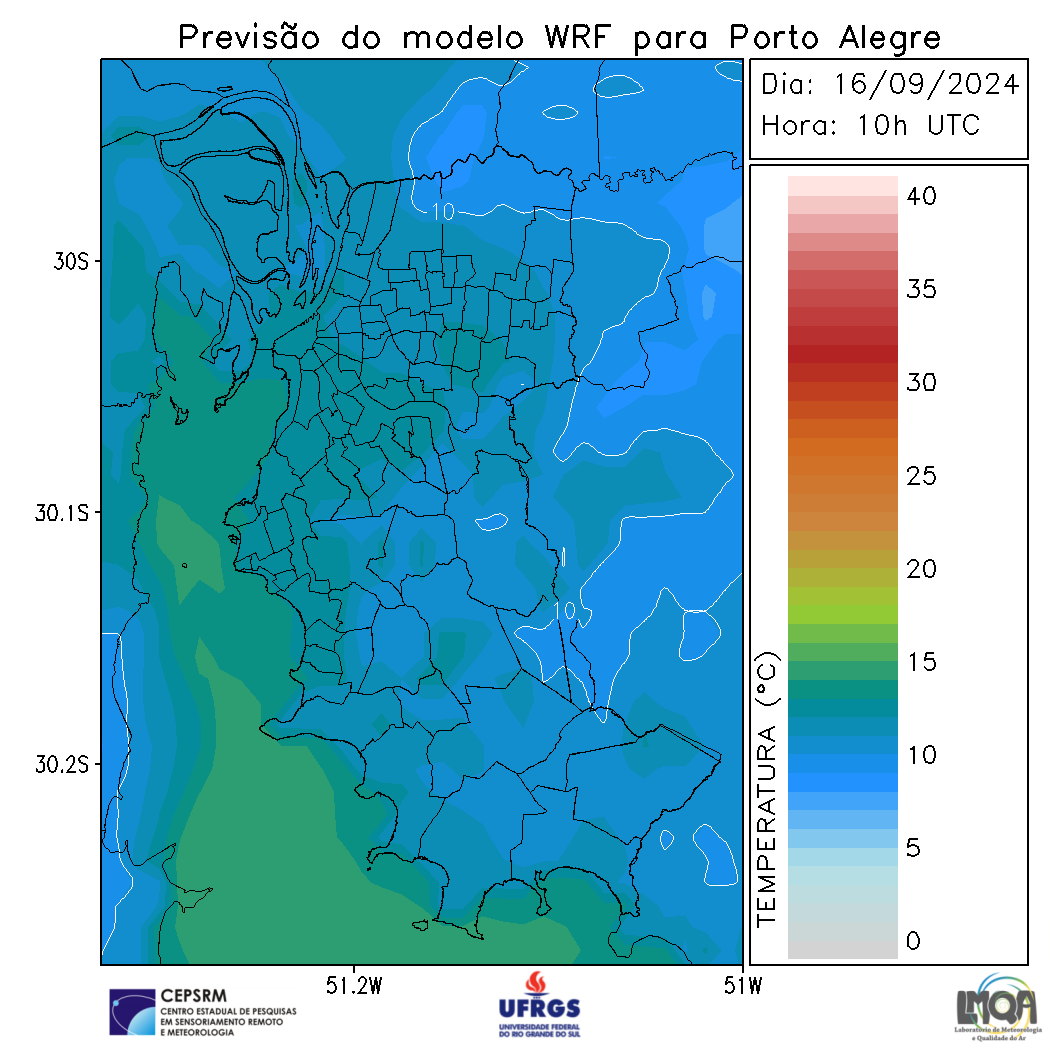 Previsão do modelo WRF para Porto Alegre
Dia: 16/09/2024
Hora: 10h UTC
40
35
30
25
20
15
10
5
0
TEMPERATURA (°C)
30S
30.1S
30.2S
51.2W
51W
10
10
CEPSRM
CENTRO ESTADUAL DE PESQUISAS
EM SENSORIAMENTO REMOTO
E METEOROLOGIA
UFRGS
UNIVERSIDADE FEDERAL
DO RIO GRANDE DO SUL
LMQA
Laboratório de Meteorologia
e Qualidade do Ar